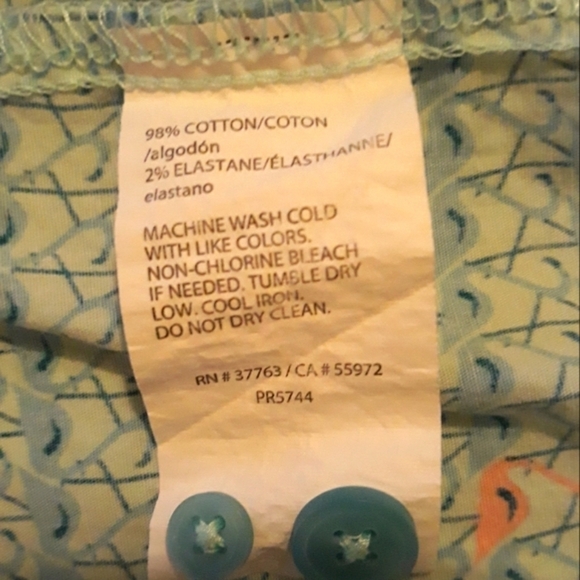 98% COTTON/COTON
/algodón
2% ELASTANE/ÉLASTHANNE/
elastano
MACHINE WASH COLD
WITH LIKE COLORS.
NON-CHLORINE BLEACH
IF NEEDED. TUMBLE DRY
LOW. COOL IRON.
DO NOT DRY CLEAN.
RN # 37763 / CA # 55972
PR5744